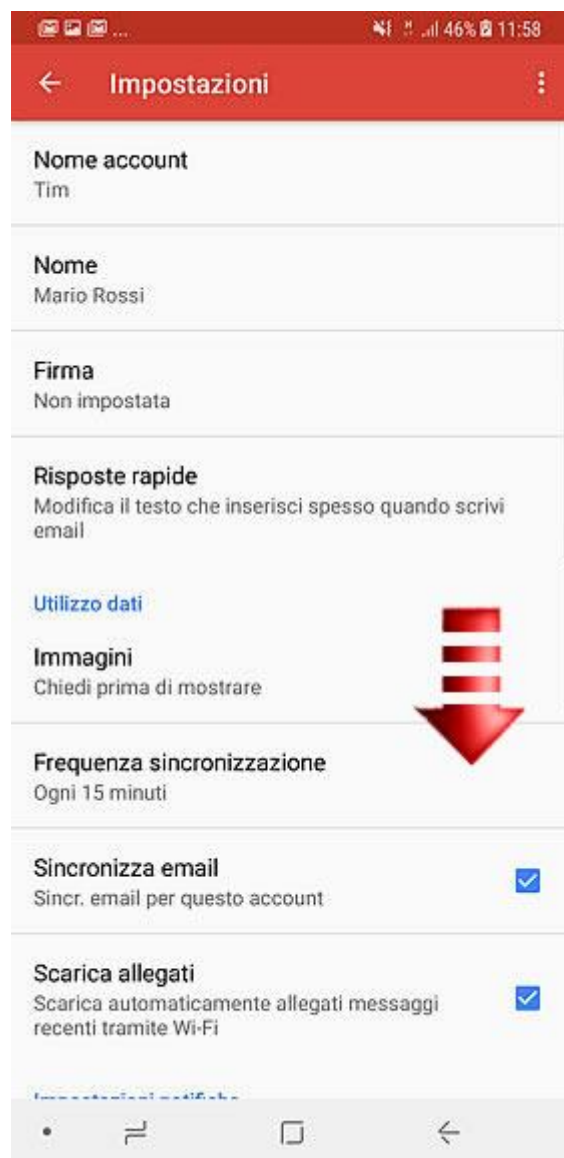 ... 46% 11:58
Impostazioni
Nome account
Tim
Nome
Mario Rossi
Firma
Non impostata
Risposte rapide
Modifica il testo che inserisci spesso quando scrivi
email
Utilizzo dati
Immagini
Chiedi prima di mostrare
Frequenza sincronizzazione
Ogni 15 minuti
Sincronizza email
Sincr. email per questo account
Scarica allegati
Scarica automaticamente allegati messaggi
recenti tramite Wi-Fi
Impostazioni notifiche